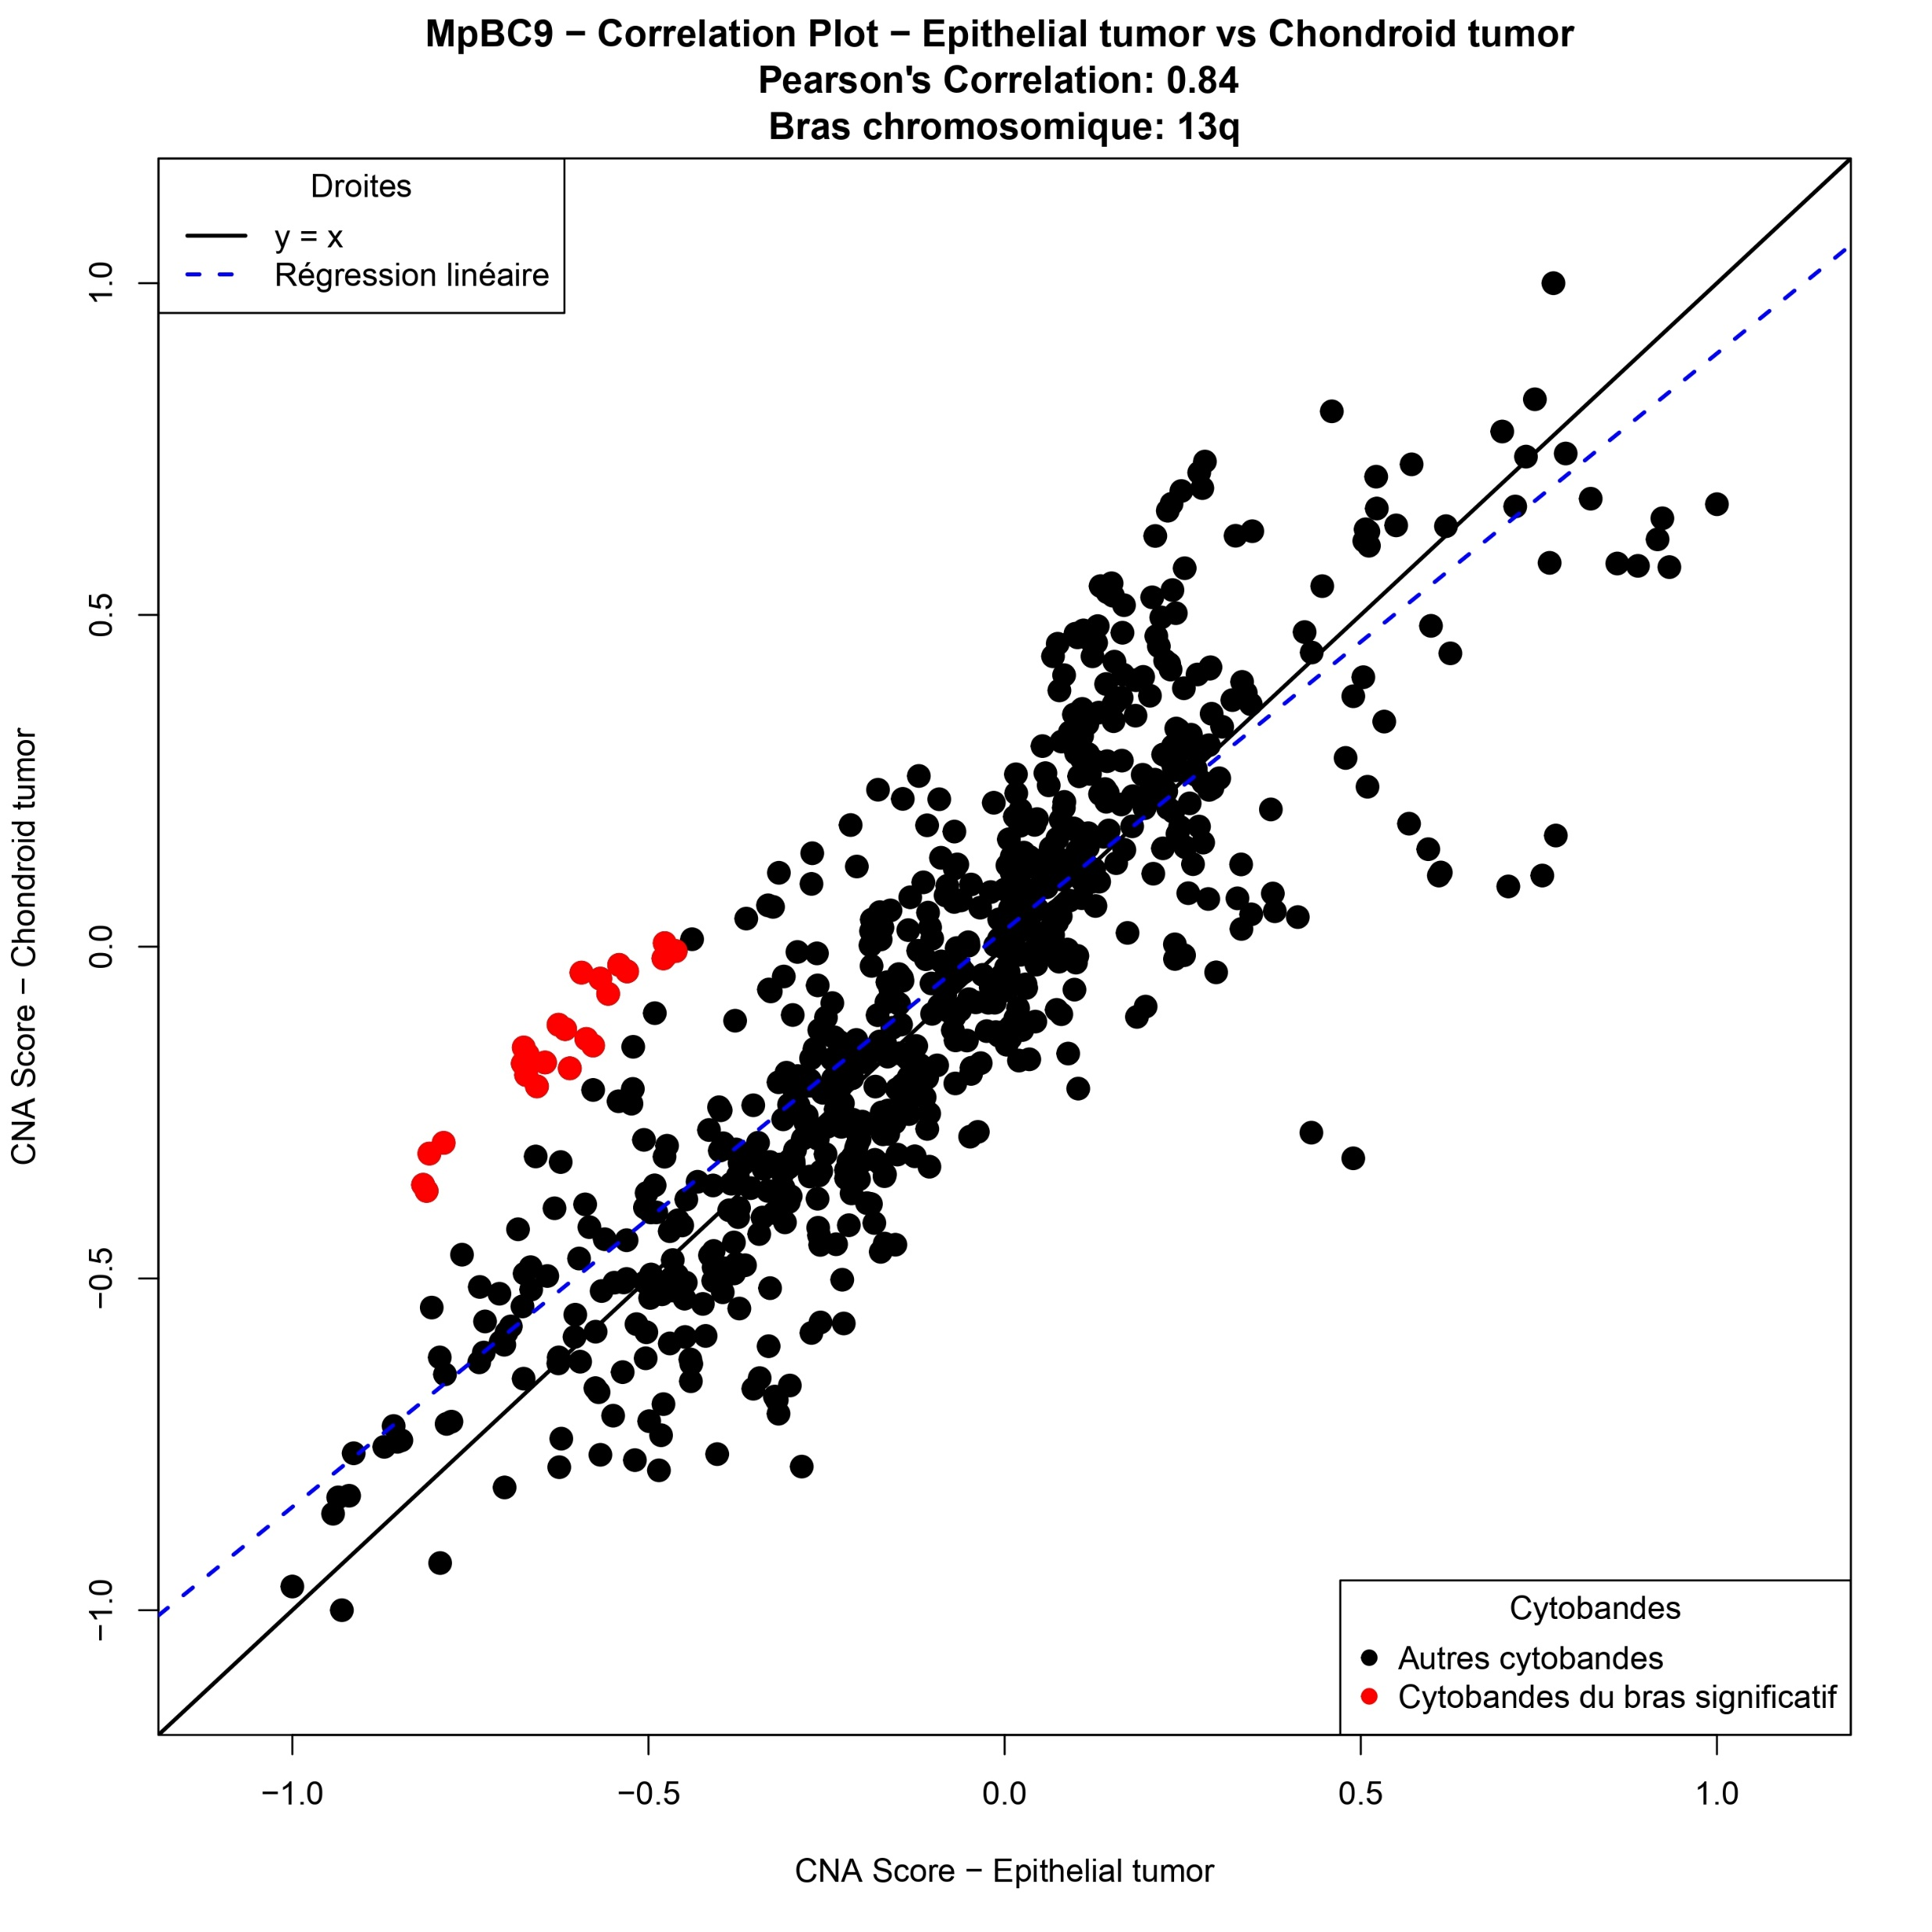 MpBC9 − Correlation Plot − Epithelial tumor vs Chondroid tumor
Pearson's Correlation: 0.84
Bras chromosomique: 13q
Droites
y = x
Régression linéaire
CNA Score − Chondroid tumor
1.0
0.5
0.0
−0.5
−1.0
Cytobandes
Autres cytobandes
Cytobandes du bras significatif
−1.0
−0.5
0.0
0.5
1.0
CNA Score − Epithelial tumor